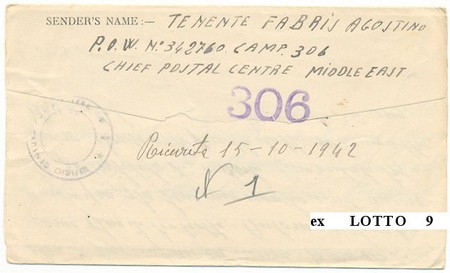 SENDER'S NAME:— TENENTE FABRIS AGOSTINO
P.O.W. N.° 342760. CAMP. 306
CHIEF POSTAL CENTRE MIDDLE EAST
306
Ricevuta 15-10-1942
N 1
ex LOTTO 9